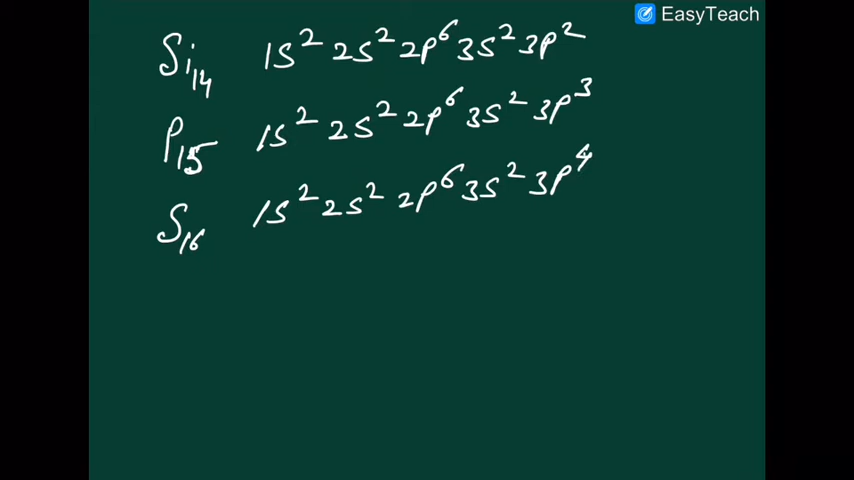 EasyTeach
Si₁₄ 1s² 2s² 2p⁶ 3s² 3p²
P₁₅ 1s² 2s² 2p⁶ 3s² 3p³
S₁₆ 1s² 2s² 2p⁶ 3s² 3p⁴